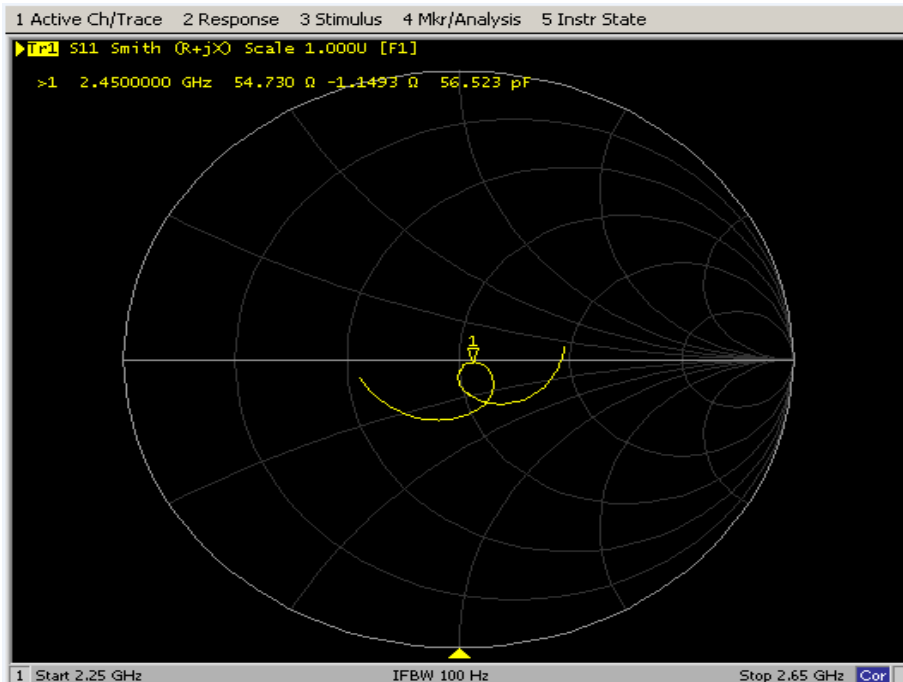 1 Active Ch/Trace 2 Response 3 Stimulus 4 Mkr/Analysis 5 Instr State
Tr1 S11 Smith (R+jX) Scale 1.000U [F1]
>1 2.4500000 GHz 54.730 Ω -1.1493 Ω 56.523 pF
1
1 Start 2.25 GHz IFBW 100 Hz Stop 2.65 GHz Cor